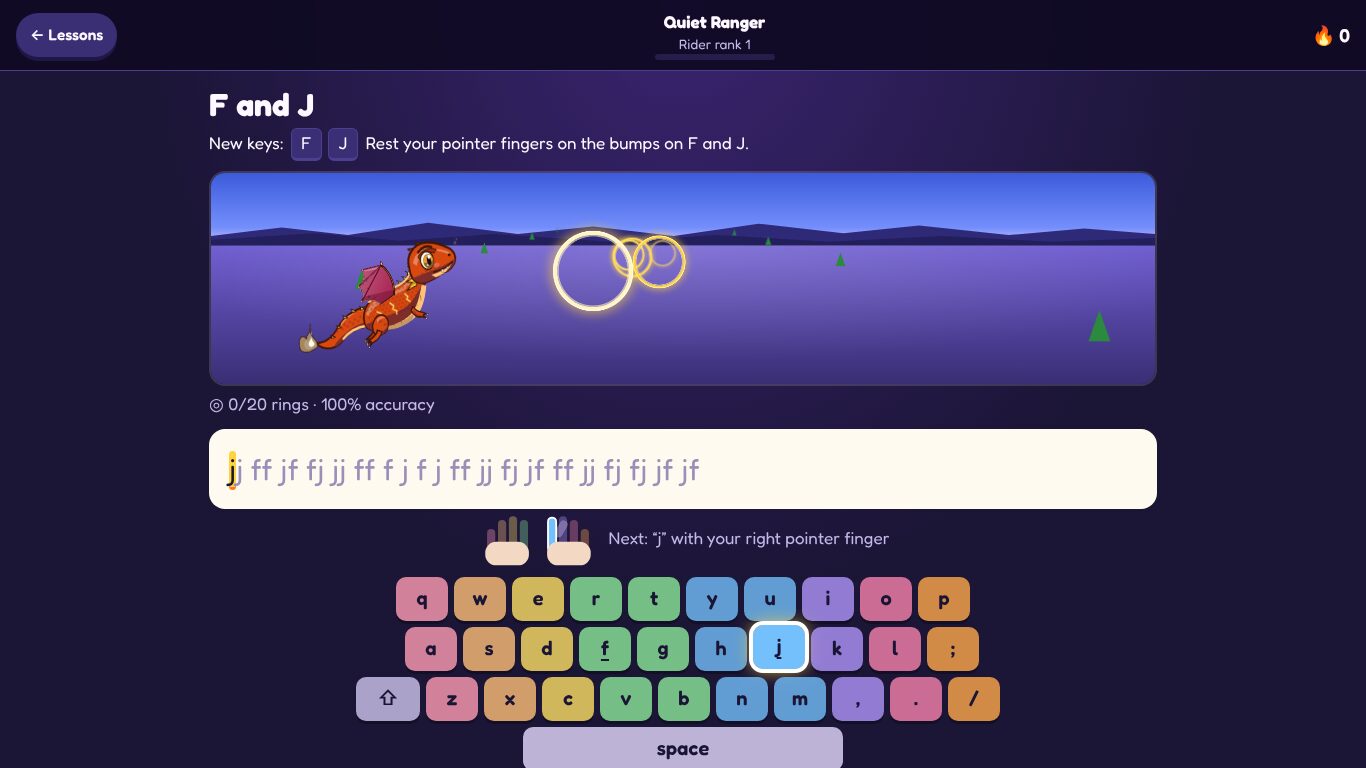 ← Lessons
Quiet Ranger
Rider rank 1
🔥 0
F and J
New keys: F J Rest your pointer fingers on the bumps on F and J.
◎ 0/20 rings · 100% accuracy
jj ff jf fj jj ff f j f j ff jj fj jf ff jj fj fj jf jf
Next: “j” with your right pointer finger
q w e r t y u i o p
a s d f g h j k l ;
⇧ z x c v b n m , . /
space